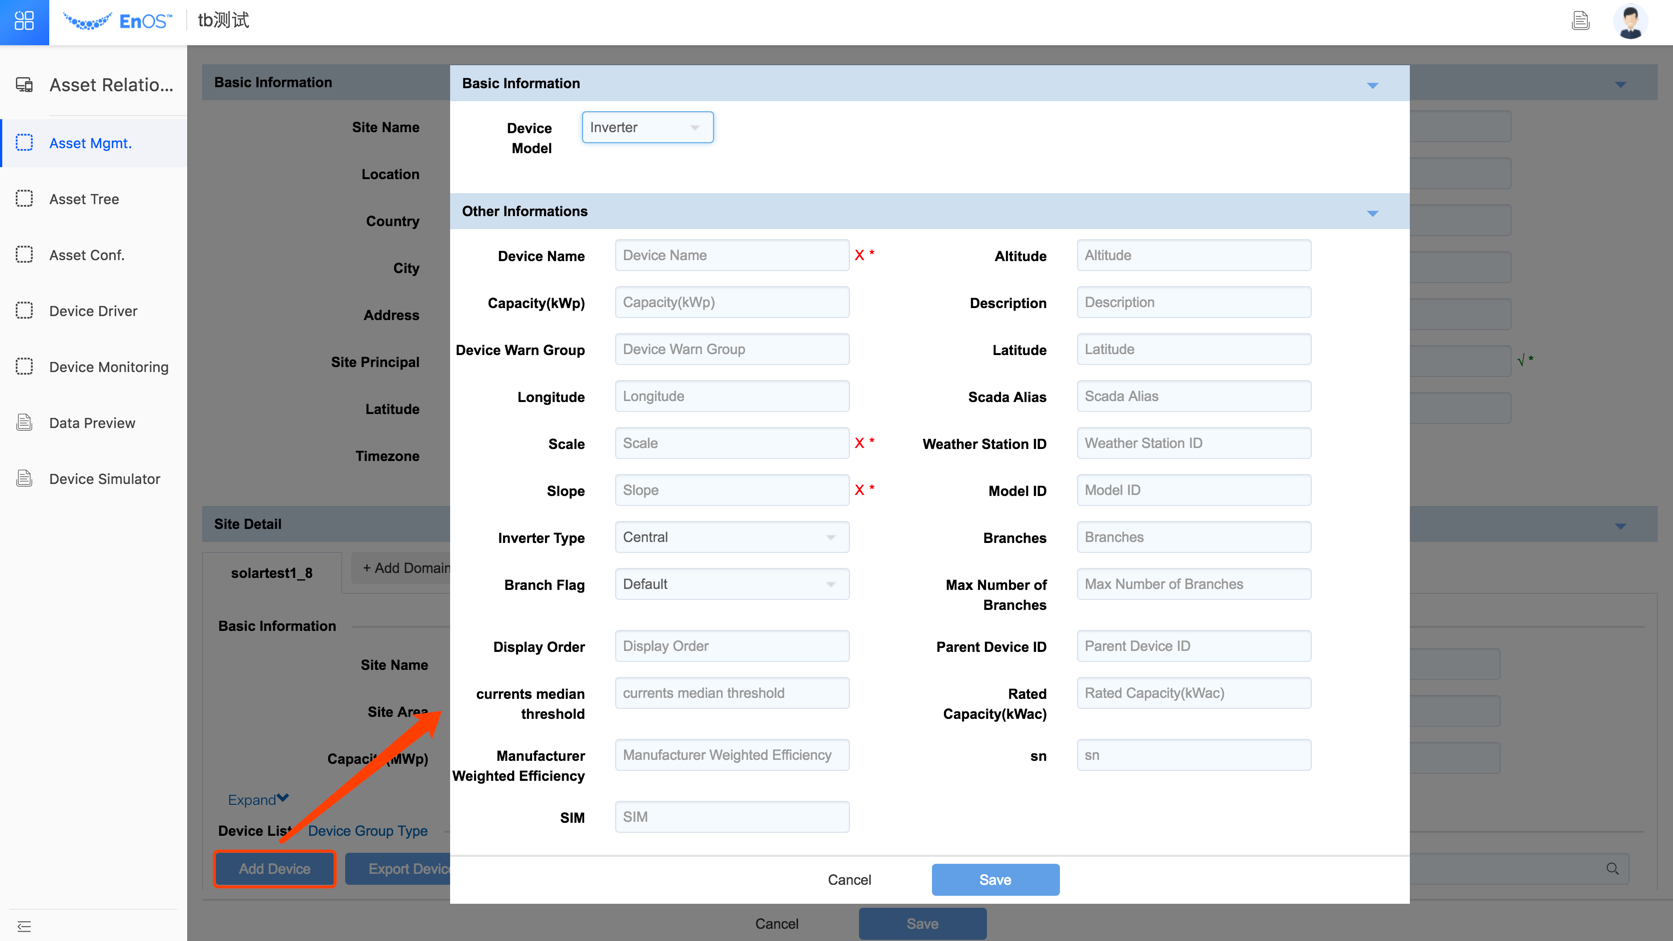 EnOS™ tb测试
Asset Relatio...
Asset Mgmt.
Asset Tree
Asset Conf.
Device Driver
Device Monitoring
Data Preview
Device Simulator
Basic Information
Site Name
Location
Country
City
Address
Site Principal
√ *
Latitude
Timezone
Site Detail
solartest1_8
+ Add Domain
Basic Information
Site Name
Site Area
Capacity(MWp)
Expand
Device List Device Group Type
Add Device
Export Device
Cancel Save
Basic Information
Device Model
Inverter
Other Informations
Device Name Device Name X * Altitude Altitude
Capacity(kWp) Capacity(kWp) Description Description
Device Warn Group Device Warn Group Latitude Latitude
Longitude Longitude Scada Alias Scada Alias
Scale Scale X * Weather Station ID Weather Station ID
Slope Slope X * Model ID Model ID
Inverter Type Central Branches Branches
Branch Flag Default Max Number of Branches Max Number of Branches
Display Order Display Order Parent Device ID Parent Device ID
currents median threshold currents median threshold Rated Capacity(kWac) Rated Capacity(kWac)
Manufacturer Weighted Efficiency Manufacturer Weighted Efficiency sn sn
SIM SIM
Cancel Save